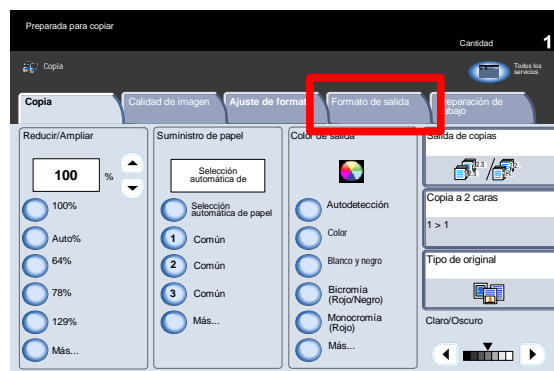 Preparada para copiar
Cantidad
1
Copia
Todos los
servicios
Copia
Calidad de imagen
Ajuste de format
Formato de salida
eparación de
abajo
Reducir/Ampliar
100
%
100%
Auto%
64%
78%
129%
Más...
Suministro de papel
Selección
automática de
Selección
automática de papel
1 Común
2 Común
3 Común
Más...
Color de salida
Autodetección
Color
Blanco y negro
Bicromía
(Rojo/Negro)
Monocromía
(Rojo)
Más...
Salida de copias
Copia a 2 caras
1 > 1
Tipo de original
Claro/Oscuro